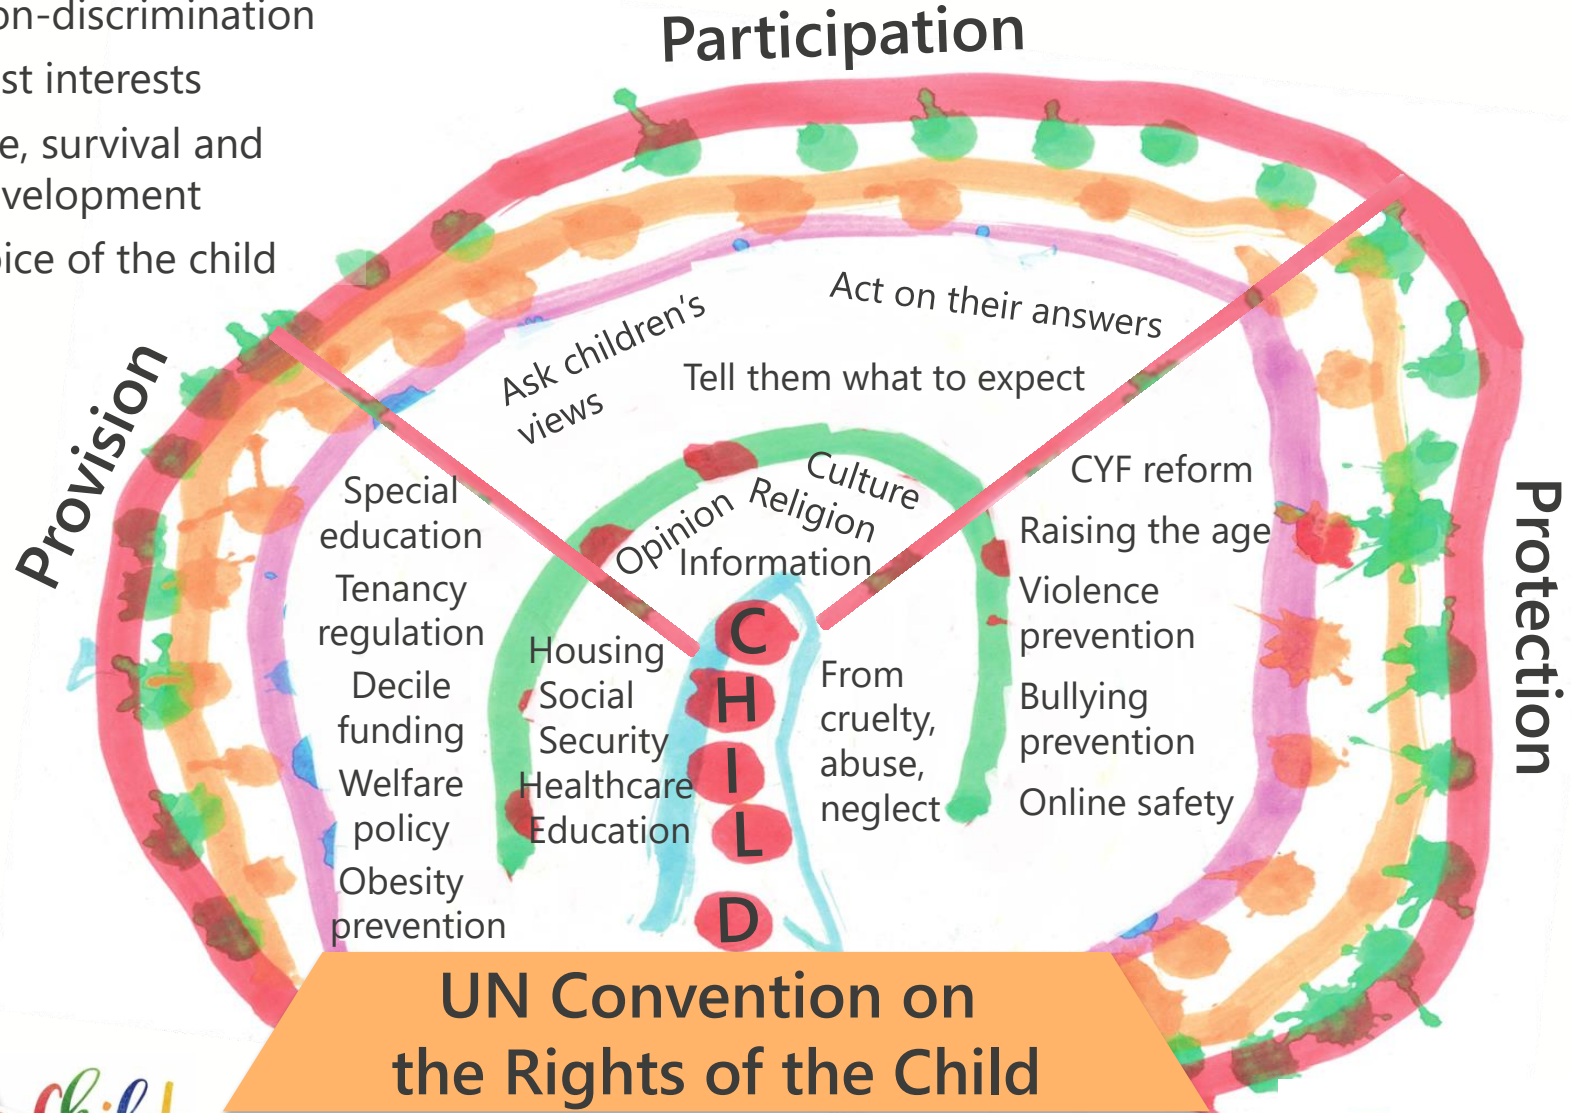 on-discrimination
st interests
e, survival and
velopment
ice of the child
Participation
Provision
Protection
Ask children's
views
Act on their answers
Tell them what to expect
Opinion
Culture
Religion
Information
Special
education
Tenancy
regulation
Decile
funding
Welfare
policy
Obesity
prevention
Housing
Social
Security
Healthcare
Education
C
H
I
L
D
From
cruelty,
abuse,
neglect
CYF reform
Raising the age
Violence
prevention
Bullying
prevention
Online safety
UN Convention on
the Rights of the Child